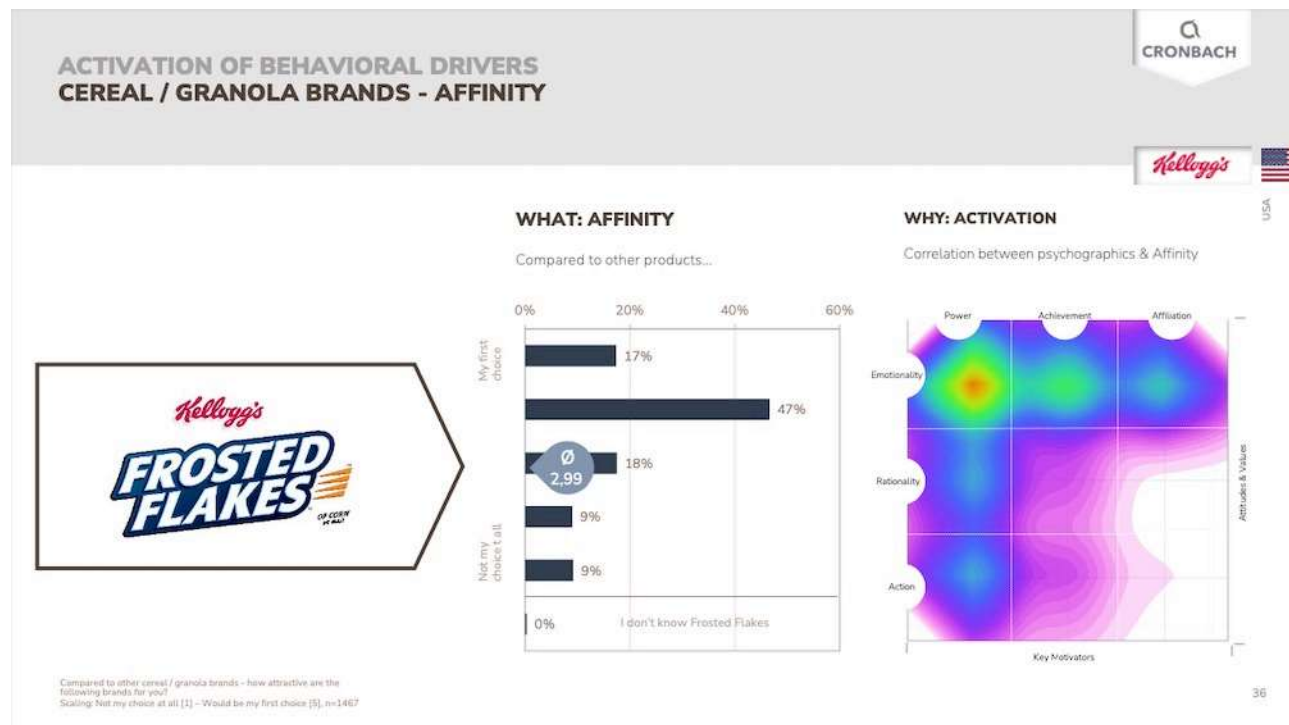 CRONBACH
ACTIVATION OF BEHAVIORAL DRIVERS
CEREAL / GRANOLA BRANDS - AFFINITY
Kellogg's
USA
WHAT: AFFINITY
Compared to other products...
0% 20% 40% 60%
My first
choice
17%
47%
Ø
2,99
18%
9%
Not my
choice t all
9%
0%
I don't know Frosted Flakes
WHY: ACTIVATION
Correlation between psychographics & Affinity
Power Achievement Affiliation
Emotionality
Rationality
Action
Attitudes & Values
Key Motivators
Kellogg's
FROSTED
FLAKES
OF CORN
Compared to other cereal / granola brands - how attractive are the
following brands for you?
Scaling: Not my choice at all [1] – Would be my first choice [5], n=1467
36